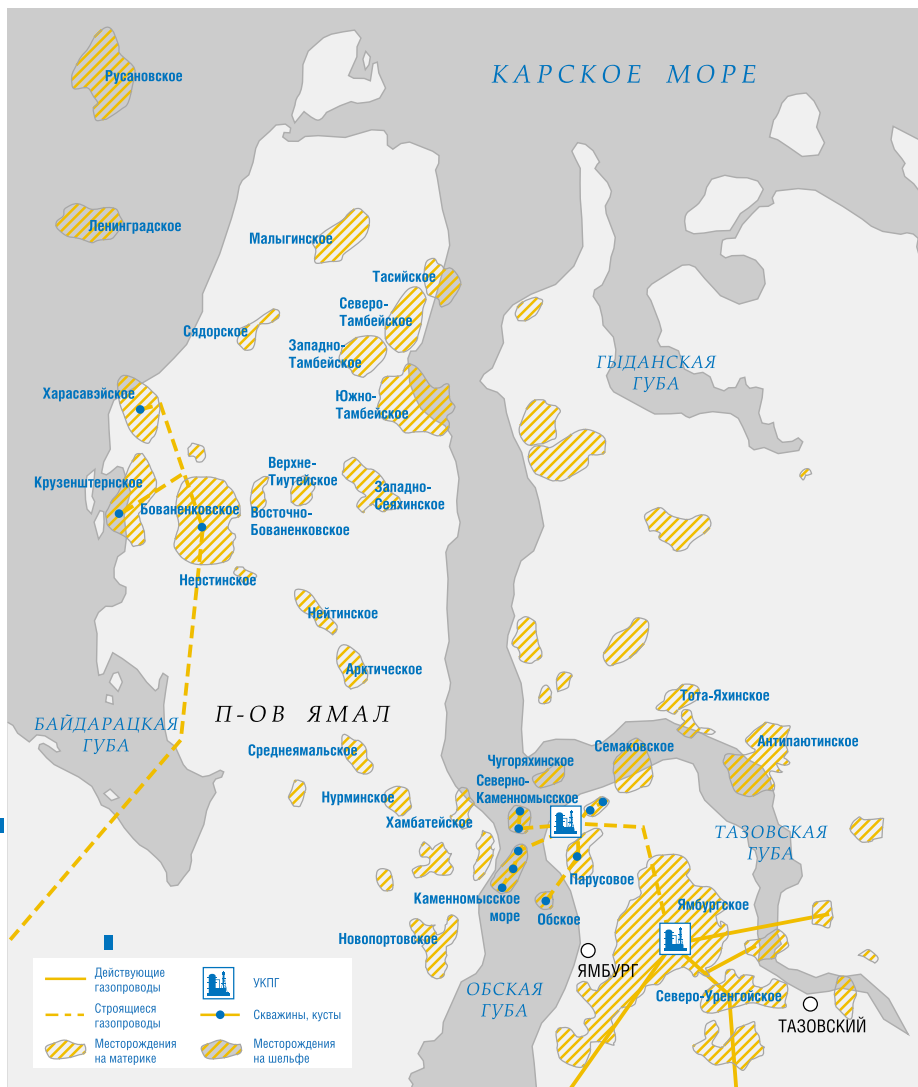 КАРСКОЕ МОРЕ
Русановское
Ленинградское
Малыгинское
Тасийское
Северо-
Тамбейское
Сядорское
Западно-
Тамбейское
ГЫДАНСКАЯ
ГУБА
Харасавэйское
Южно-
Тамбейское
Крузенштернское
Верхне-
Тиутейское
Западно-
Сеяхинское
Бованенковское
Восточно-
Бованенковское
Нерстинское
Нейтинское
Арктическое
Тота-Яхинское
П-ОВ ЯМАЛ
БАЙДАРАЦКАЯ
ГУБА
Среднеямальское
Чугоряхинское
Семаковское
Антипаютинское
Северно-
Каменномысское
Нурминское
Хамбатейское
ТАЗОВСКАЯ
ГУБА
Парусовое
Каменномысское
море
Обское
Ямбургское
Новопортовское
ЯМБУРГ
ОБСКАЯ
ГУБА
Северо-Уренгойское
ТАЗОВСКИЙ
Действующие
газопроводы
УКПГ
Строящиеся
газопроводы
Скважины, кусты
Месторождения
на материке
Месторождения
на шельфе